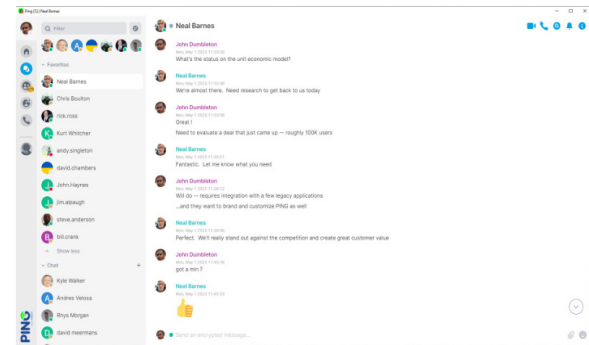 Ping
Filter
Neal Barnes
Favorites
Neal Barnes
Chris Boulton
rick.ross
Kurt Whitcher
andy.singleton
david.chambers
John.Haynes
jim.alpaugh
steve.anderson
bill.crank
Show less
Chat
Kyle Walker
Andres Velosa
Rhys Morgan
david meermans
PING
John Dumbleton
What's the status on the unit economic model?
Neal Barnes
We're almost there. Need research to get back to us today
John Dumbleton
Great !
Need to evaluate a deal that just came up — roughly 100K users
Neal Barnes
Fantastic. Let me know what you need
John Dumbleton
Will do — requires integration with a few legacy applications
...and they want to brand and customize PING as well
Neal Barnes
Perfect. We'll really stand out against the competition and create great customer value
John Dumbleton
got a min ?
Neal Barnes
Send an encrypted message...